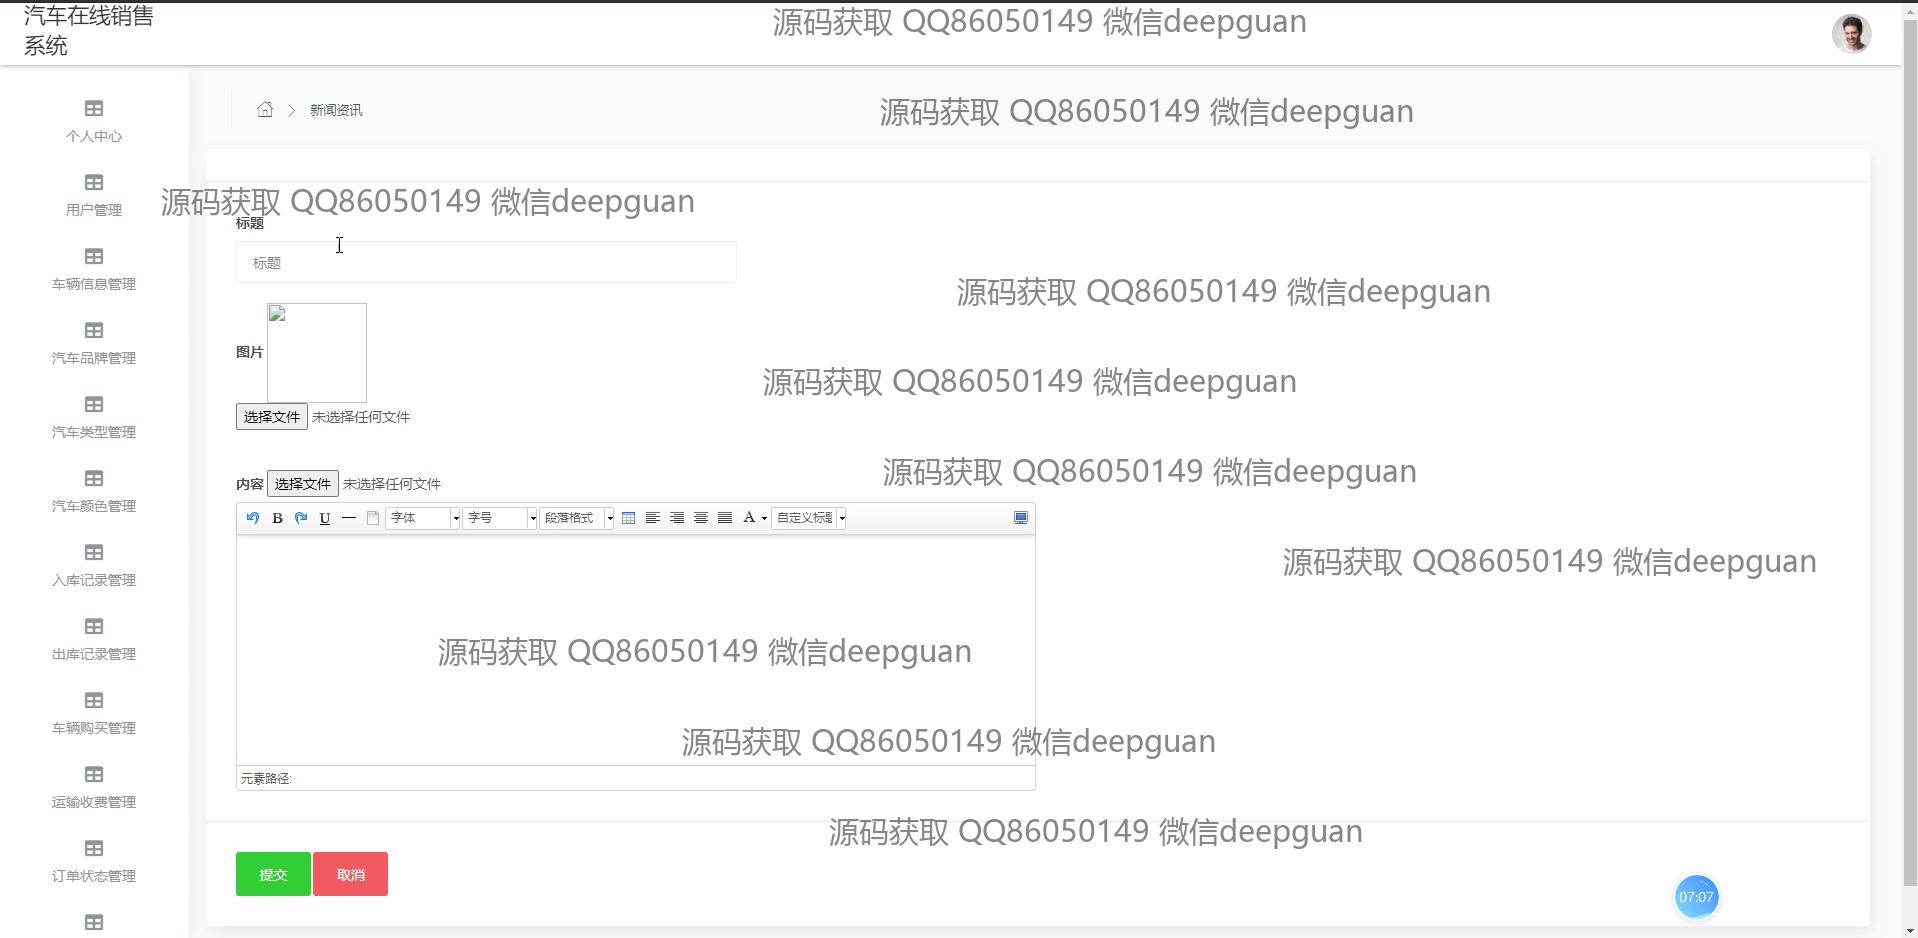 汽车在线销售
系统
源码获取 QQ86050149 微信deepguan
新闻资讯
源码获取 QQ86050149 微信deepguan
个人中心
用户管理
源码获取 QQ86050149 微信deepguan
标题
标题
车辆信息管理
源码获取 QQ86050149 微信deepguan
图片
汽车品牌管理
源码获取 QQ86050149 微信deepguan
选择文件 未选择任何文件
汽车类型管理
源码获取 QQ86050149 微信deepguan
内容 选择文件 未选择任何文件
汽车颜色管理
B U 字体 字号 段落格式 A 自定义标题
源码获取 QQ86050149 微信deepguan
入库记录管理
出库记录管理
源码获取 QQ86050149 微信deepguan
车辆购买管理
源码获取 QQ86050149 微信deepguan
元素路径:
运输收费管理
源码获取 QQ86050149 微信deepguan
订单状态管理
提交 取消
07:07